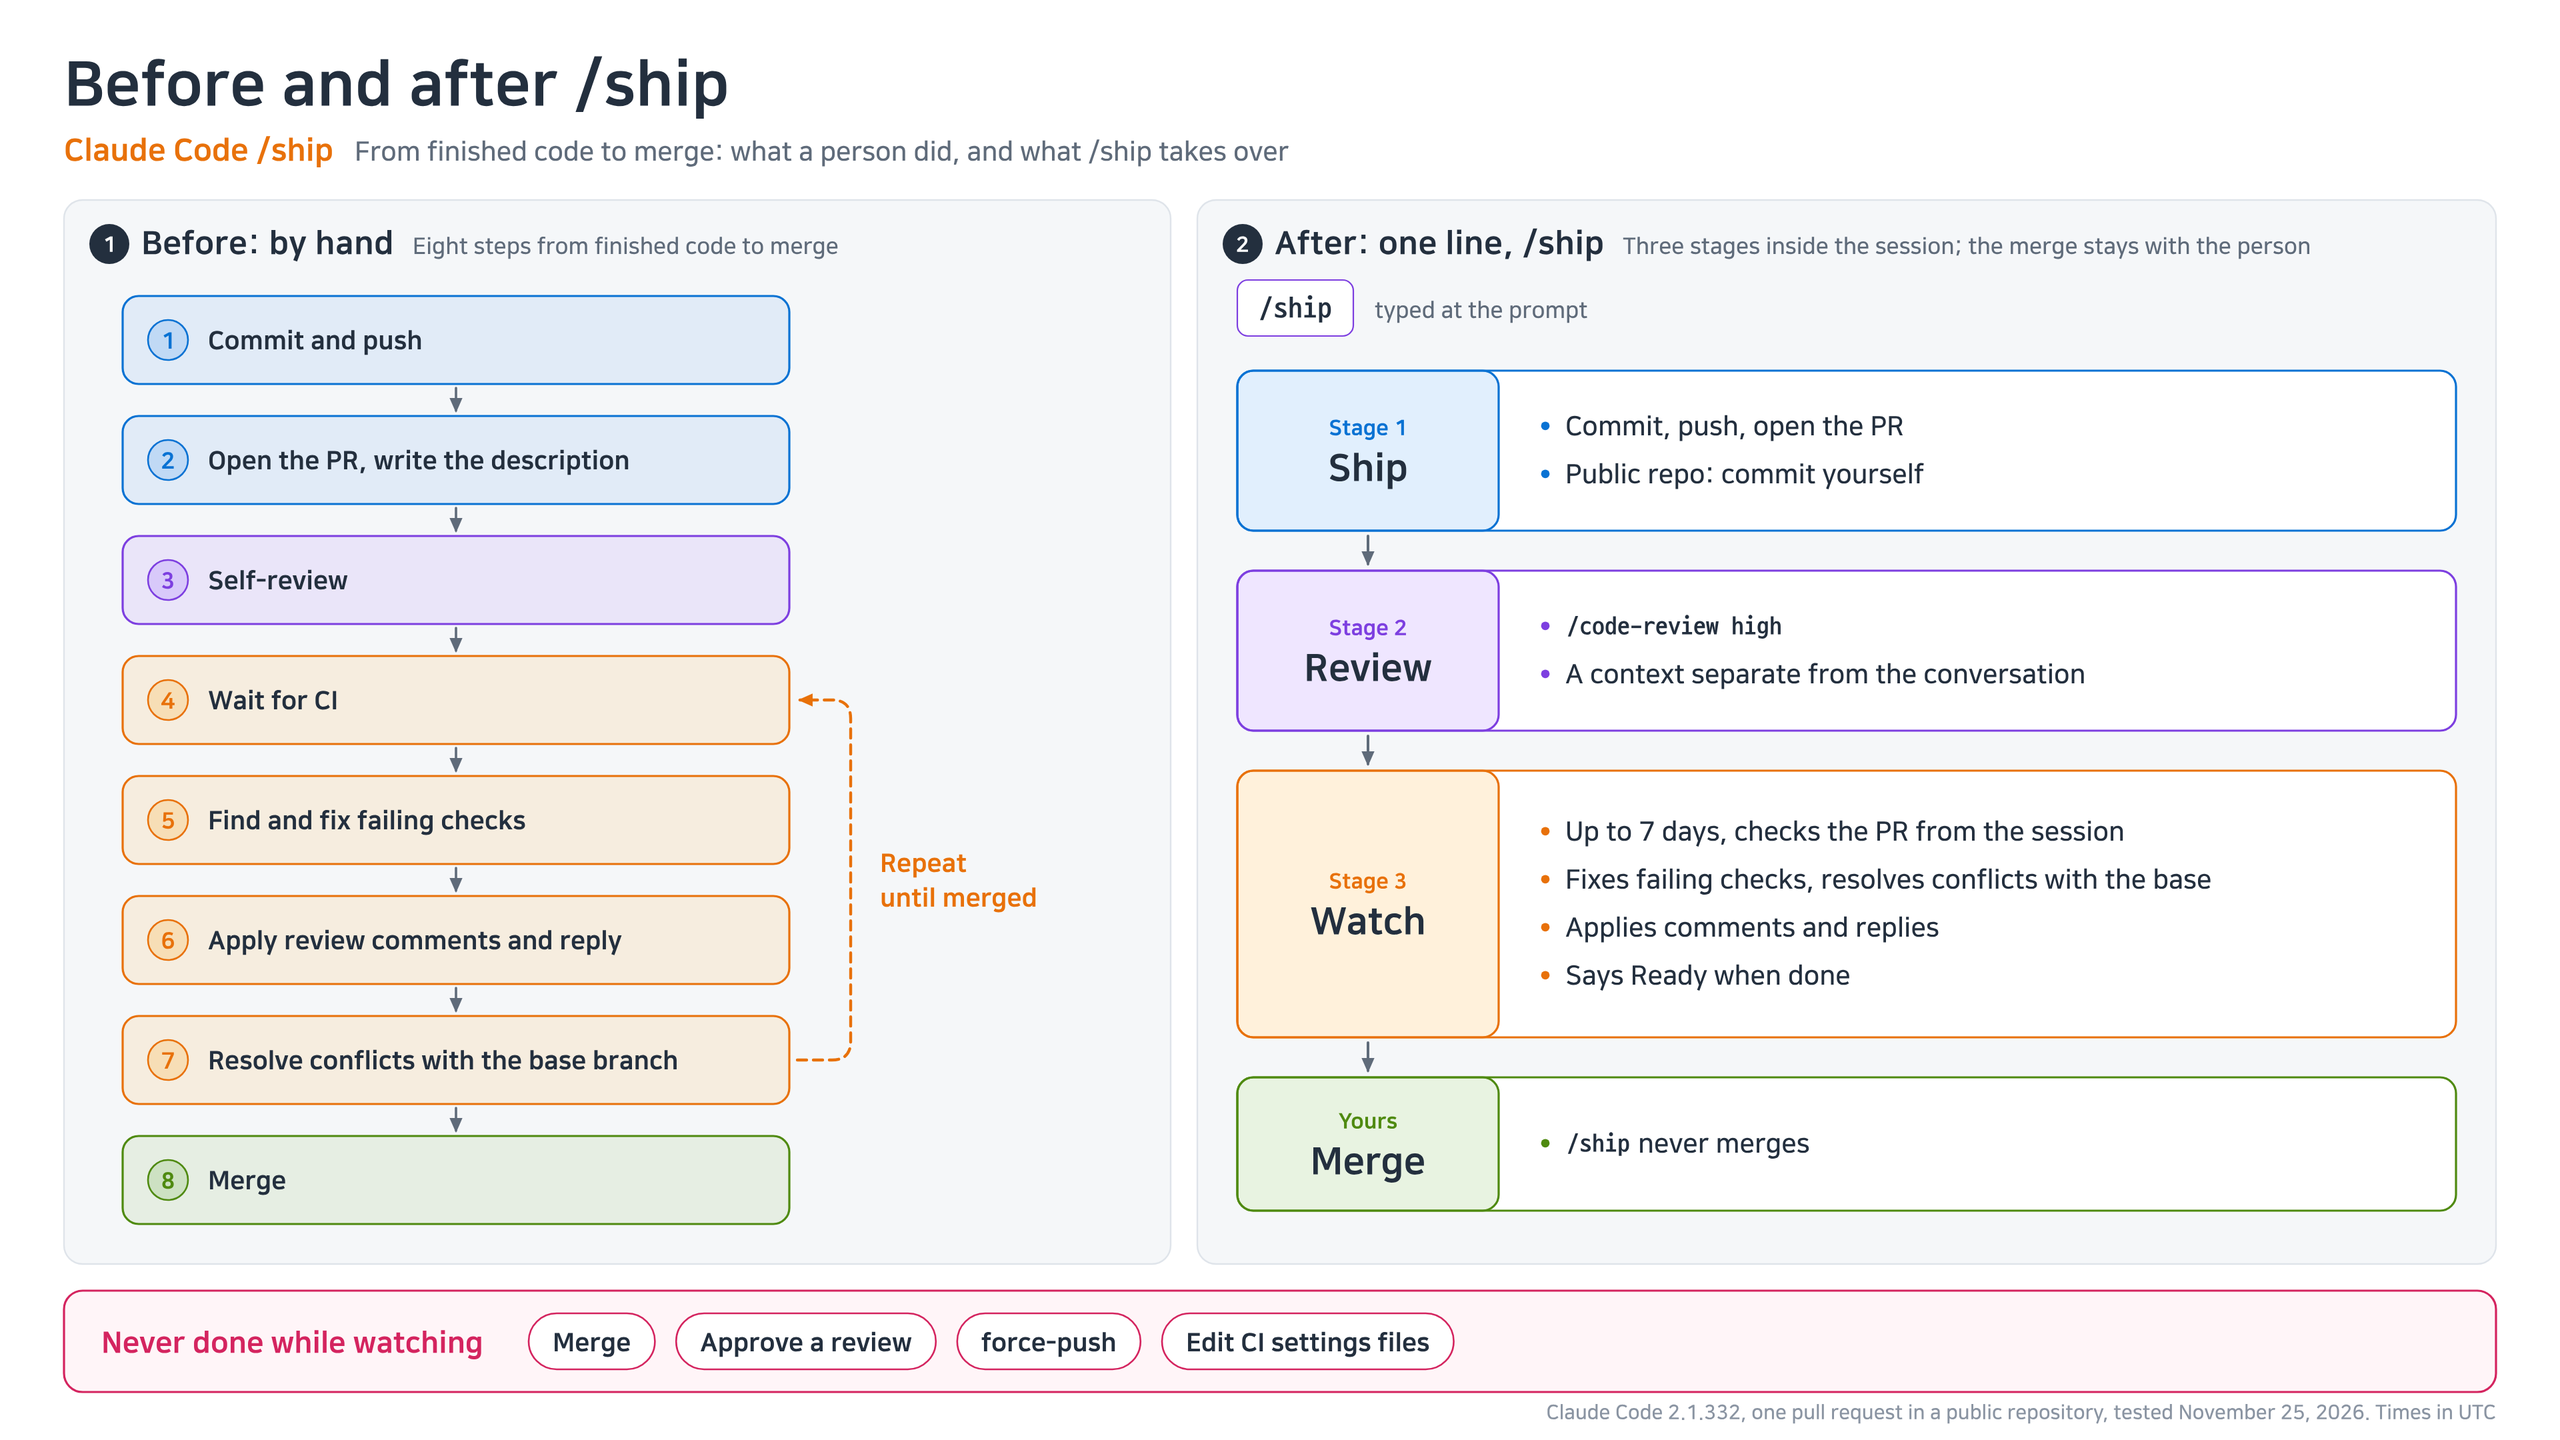 Before and after /ship
Claude Code /ship From finished code to merge: what a person did, and what /ship takes over
1 Before: by hand Eight steps from finished code to merge
1 Commit and push
2 Open the PR, write the description
3 Self-review
4 Wait for CI
5 Find and fix failing checks
6 Apply review comments and reply
7 Resolve conflicts with the base branch
8 Merge
Repeat
until merged
2 After: one line, /ship Three stages inside the session; the merge stays with the person
/ship typed at the prompt
Stage 1
Ship
• Commit, push, open the PR
• Public repo: commit yourself
Stage 2
Review
• /code-review high
• A context separate from the conversation
Stage 3
Watch
• Up to 7 days, checks the PR from the session
• Fixes failing checks, resolves conflicts with the base
• Applies comments and replies
• Says Ready when done
Yours
Merge
• /ship never merges
Never done while watching Merge Approve a review force-push Edit CI settings files
Claude Code 2.1.332, one pull request in a public repository, tested November 25, 2026. Times in UTC